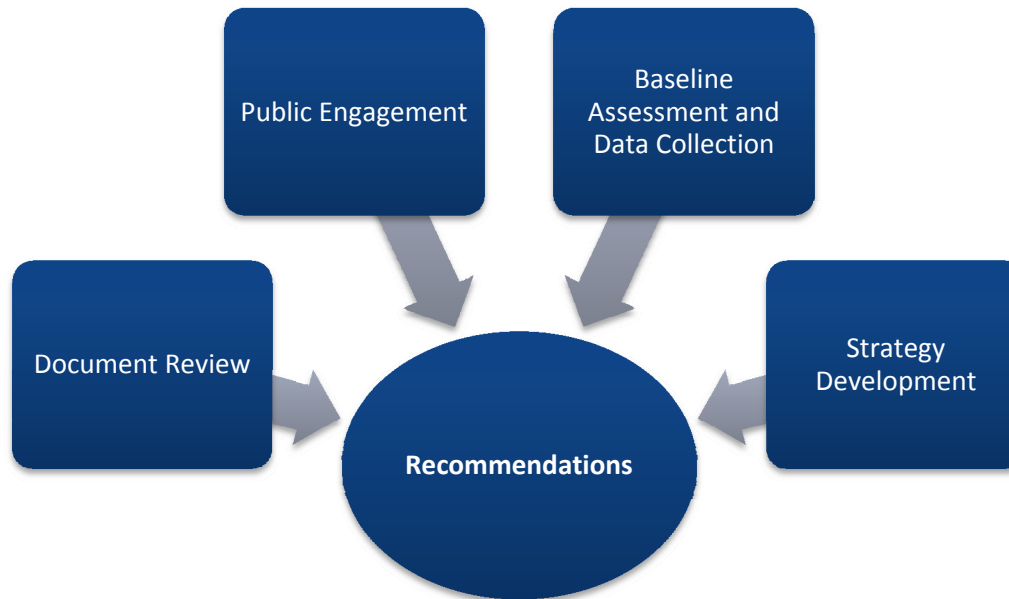 Public Engagement
Baseline
Assessment and
Data Collection
Document Review
Strategy
Development
Recommendations